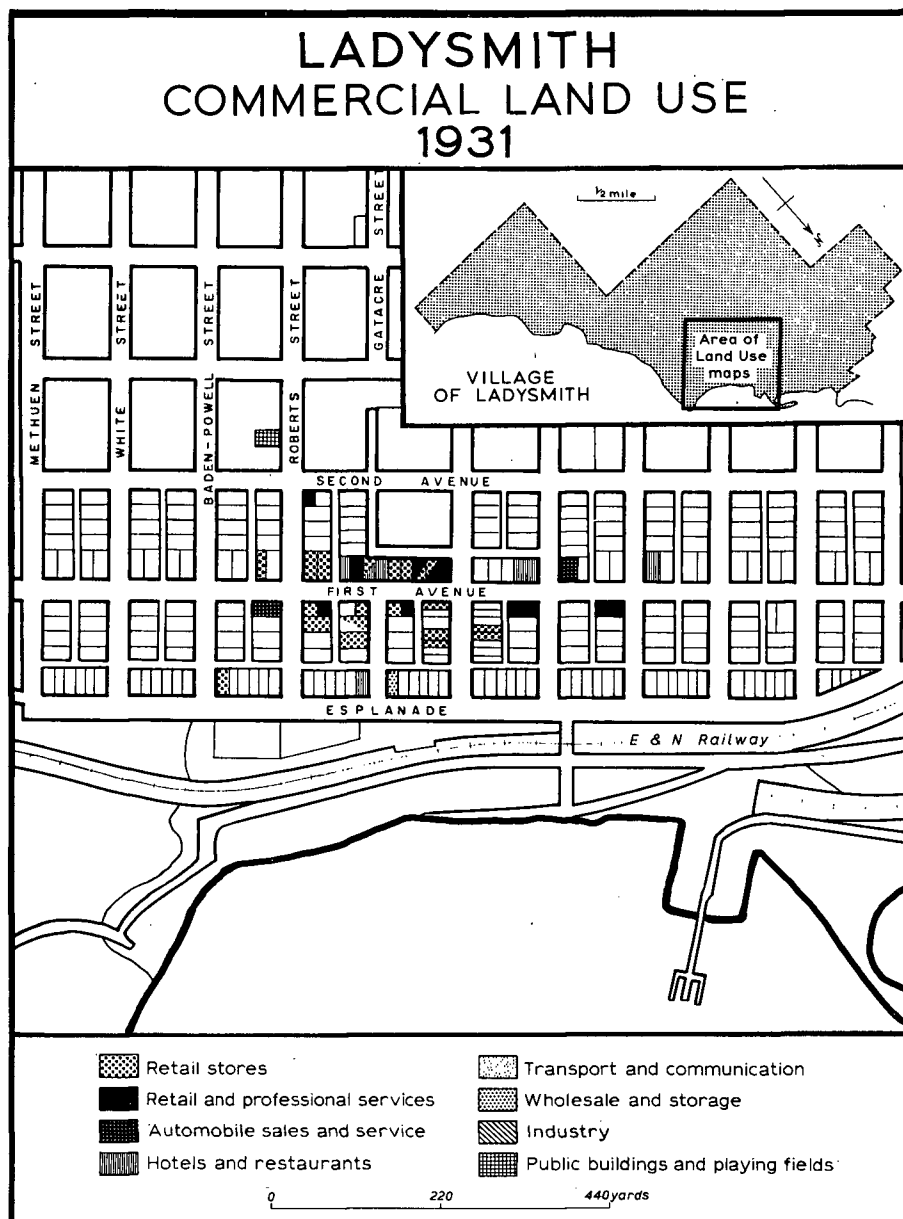 LADYSMITH
COMMERCIAL LAND USE
1931
STREET
½ mile
N
STREET
METHUEN
STREET
WHITE
STREET
BADEN-POWELL
STREET
ROBERTS
GATACRE
Area of
Land Use
maps
VILLAGE
OF LADYSMITH
SECOND AVENUE
FIRST AVENUE
ESPLANADE
E & N Railway
Retail stores
Retail and professional services
Automobile sales and service
Hotels and restaurants
Transport and communication
Wholesale and storage
Industry
Public buildings and playing fields
0 220 440 yards